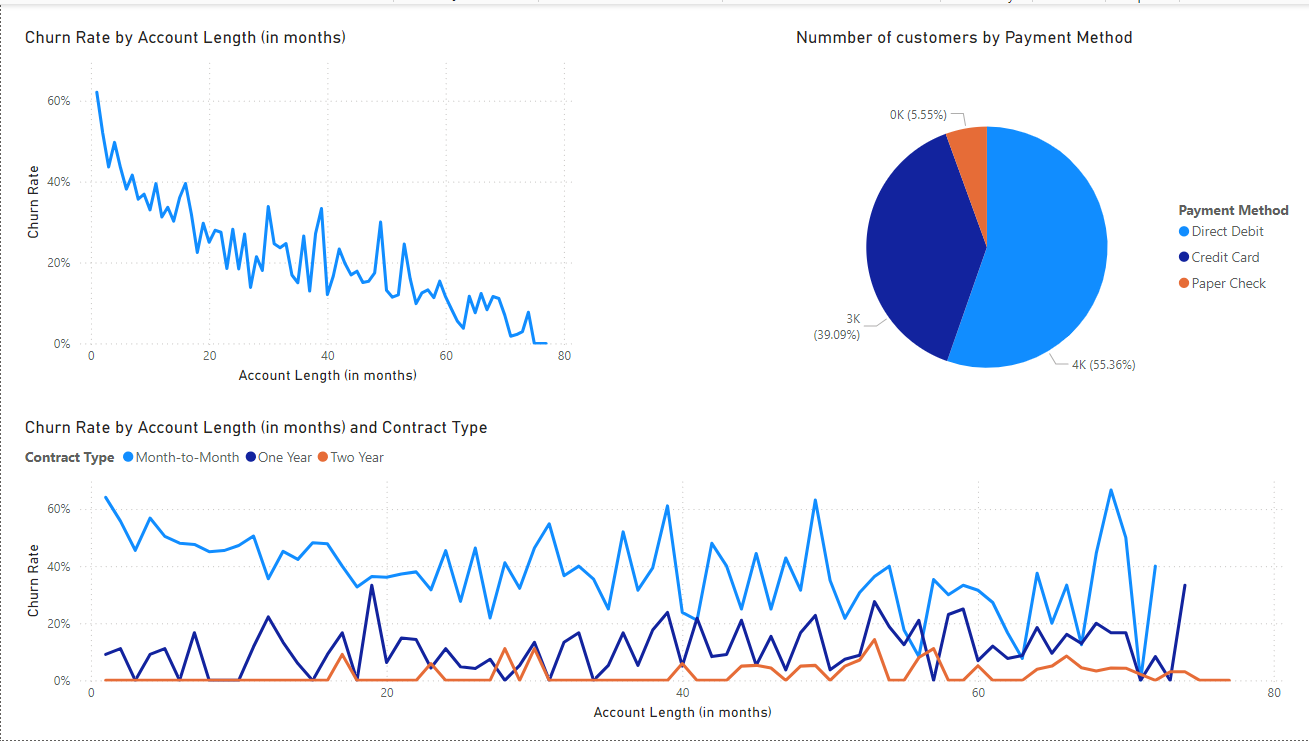 Churn Rate by Account Length (in months)
60%
40%
20%
0%
Churn Rate
0 20 40 60 80
Account Length (in months)
Nummber of customers by Payment Method
0K (5.55%)
3K
(39.09%)
4K (55.36%)
Payment Method
Direct Debit
Credit Card
Paper Check
Churn Rate by Account Length (in months) and Contract Type
Contract Type Month-to-Month One Year Two Year
60%
40%
20%
0%
Churn Rate
0 20 40 60 80
Account Length (in months)